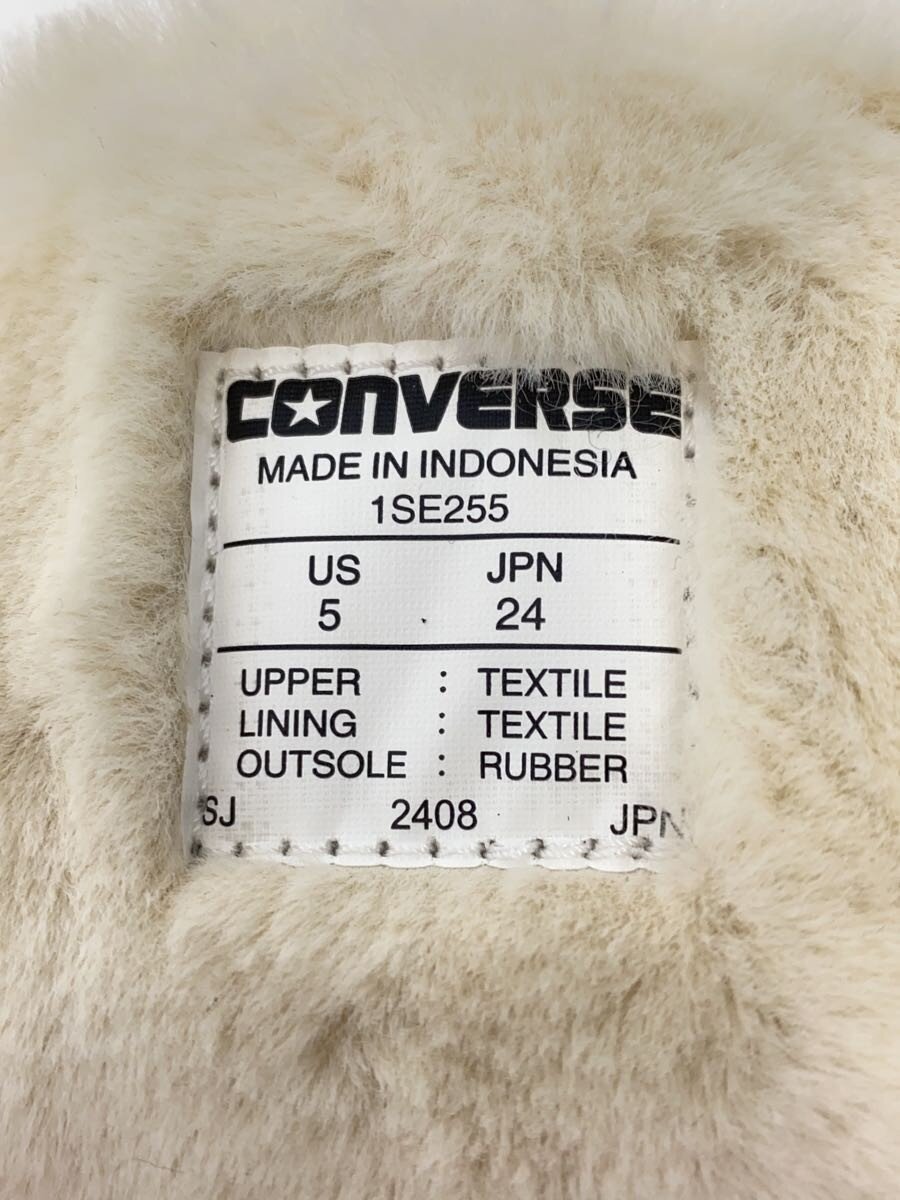 CONVERSE
MADE IN INDONESIA
1SE255
US JPN
5 24
UPPER : TEXTILE
LINING : TEXTILE
OUTSOLE : RUBBER
SJ 2408 JPN